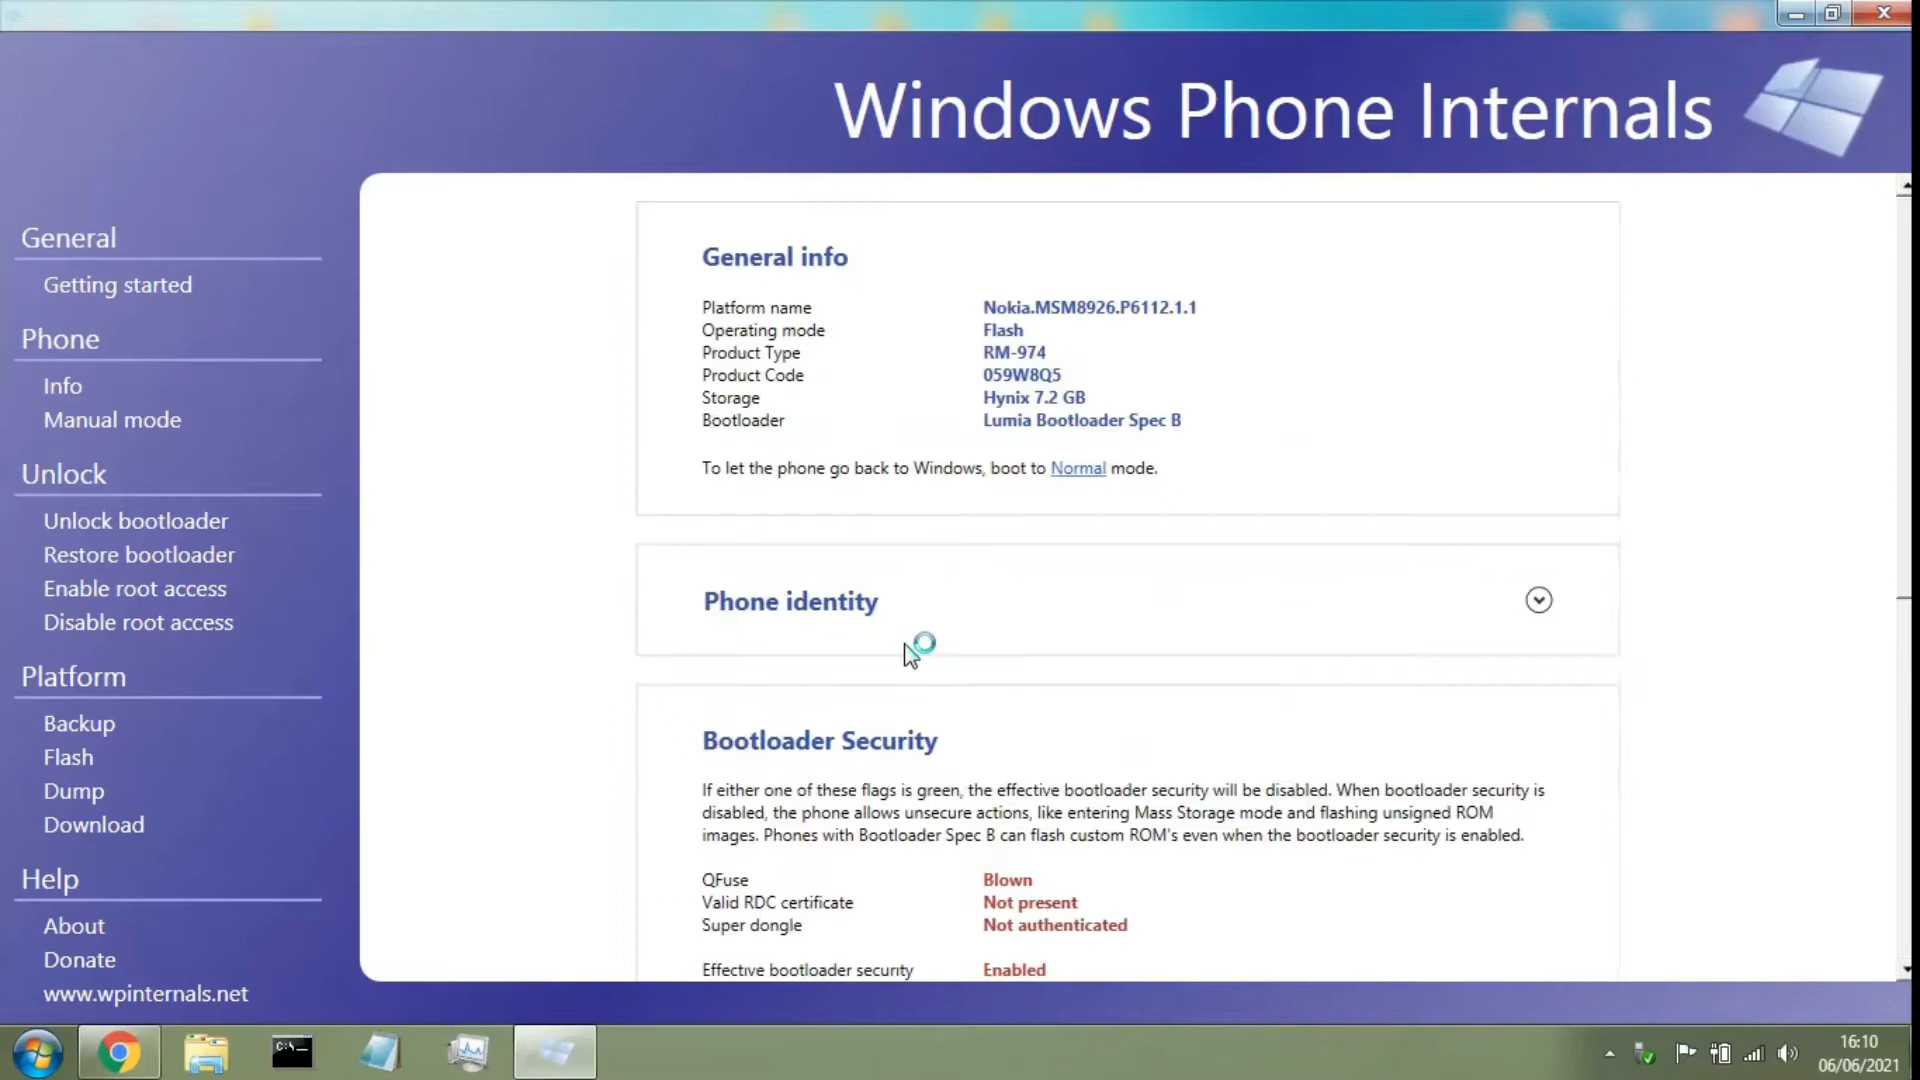 Windows Phone Internals
General
Getting started
Phone
Info
Manual mode
Unlock
Unlock bootloader
Restore bootloader
Enable root access
Disable root access
Platform
Backup
Flash
Dump
Download
Help
About
Donate
www.wpinternals.net
General info
Platform name Nokia.MSM8926.P6112.1.1
Operating mode Flash
Product Type RM-974
Product Code 059W8Q5
Storage Hynix 7.2 GB
Bootloader Lumia Bootloader Spec B
To let the phone go back to Windows, boot to Normal mode.
Phone identity
Bootloader Security
If either one of these flags is green, the effective bootloader security will be disabled. When bootloader security is
disabled, the phone allows unsecure actions, like entering Mass Storage mode and flashing unsigned ROM
images. Phones with Bootloader Spec B can flash custom ROM's even when the bootloader security is enabled.
QFuse Blown
Valid RDC certificate Not present
Super dongle Not authenticated
Effective bootloader security Enabled
C:\
16:10
06/06/2021